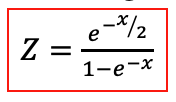 Z = e^{-x/2} / 1-e^{-x}